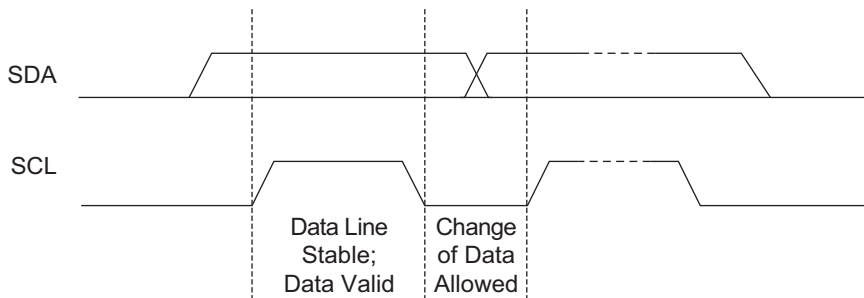 SDA
SCL
Data Line
Stable;
Data Valid
Change
of Data
Allowed